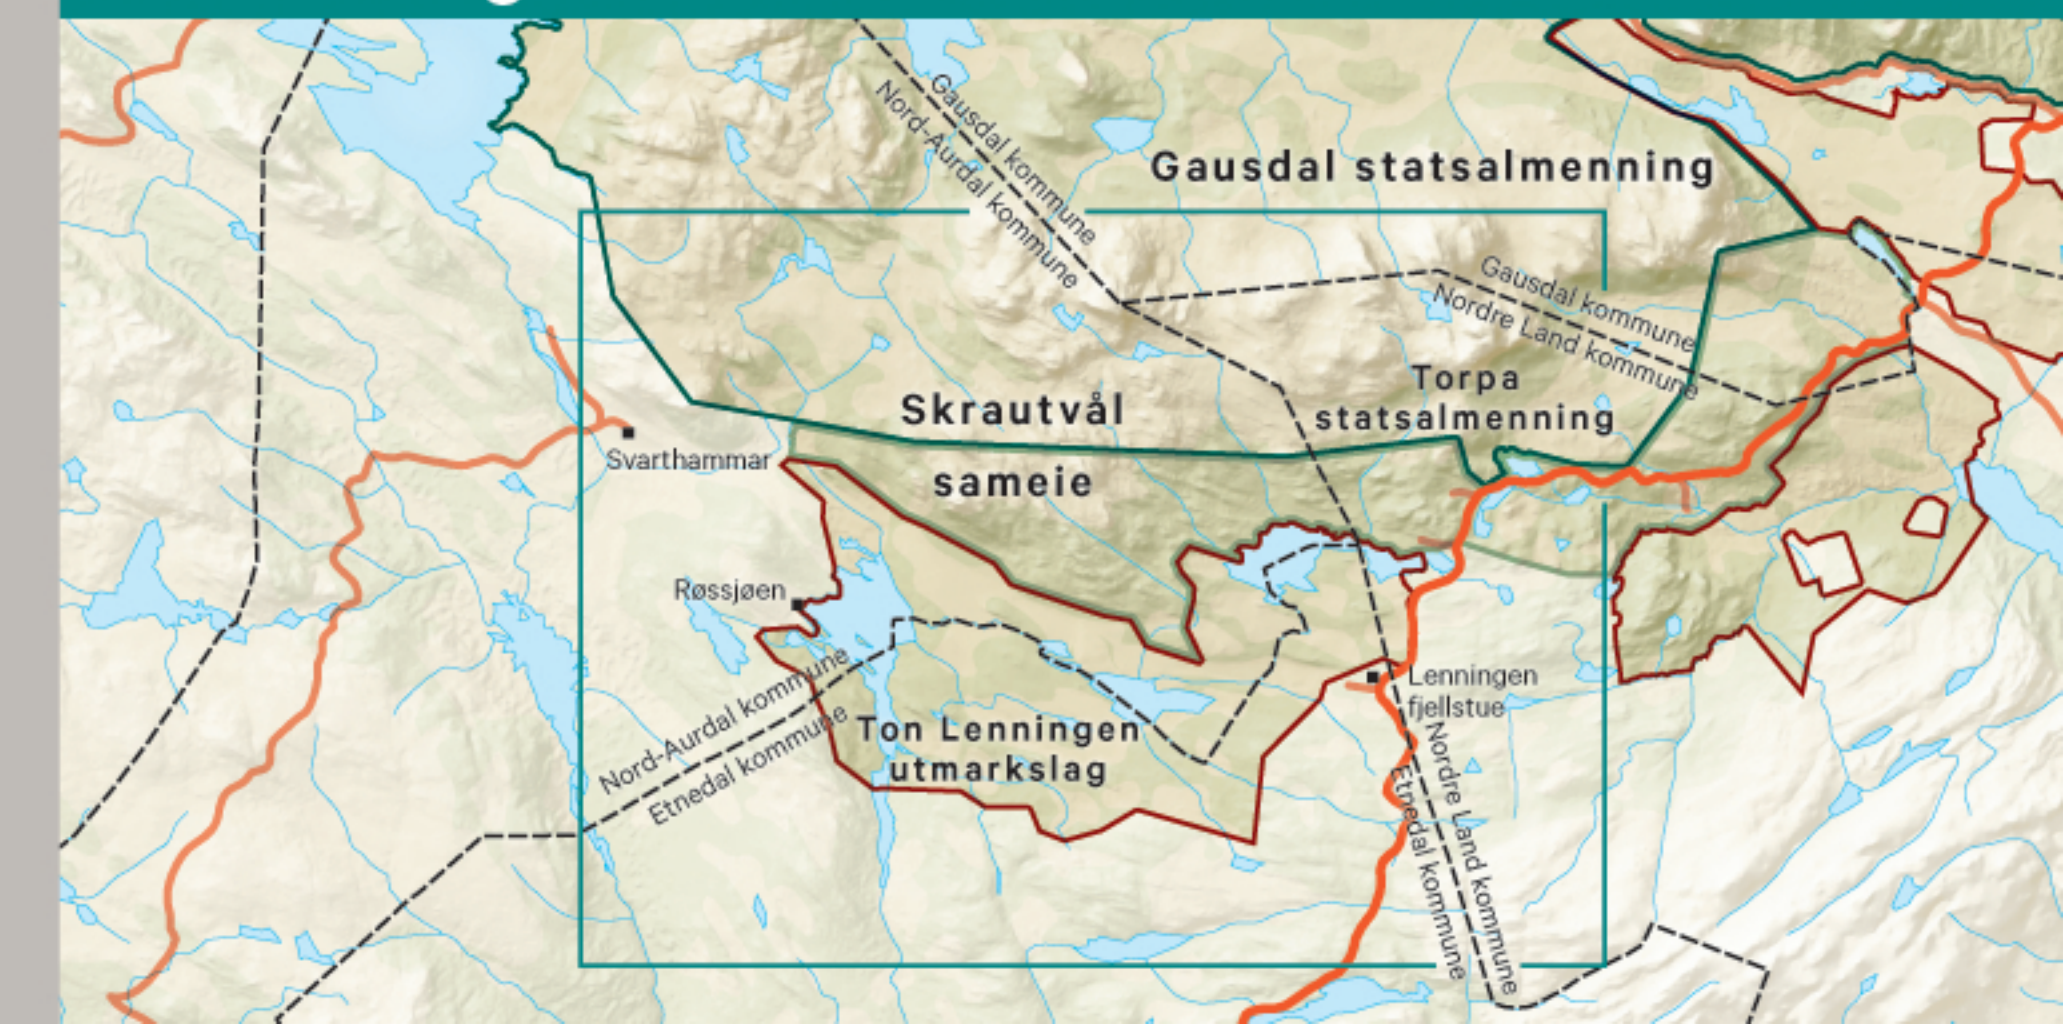 Gausdal kommune
Nord-Aurdal kommune
Gausdal statsalmenning
Gausdal kommune
Nordre Land kommune
Torpa
statsalmenning
Skrautvål
sameie
Svarthammar
Røssjøen
Nord-Aurdal kommune
Etnedal kommune
Ton Lenningen
utmarkslag
Lenningen
fjellstue
Nordre Land kommune
Etnedal kommune